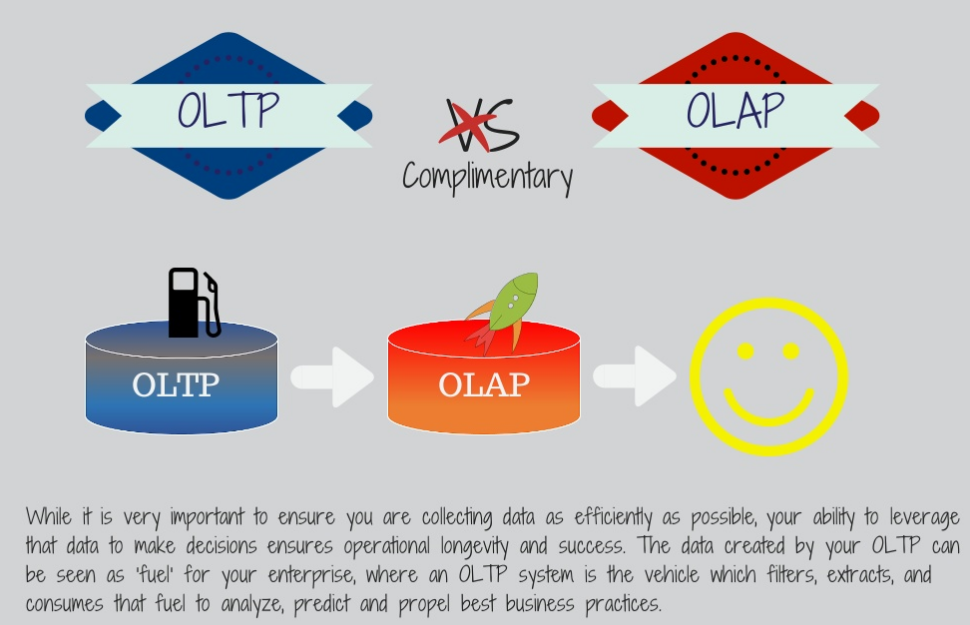 OLTP
VS
OLAP
Complimentary
OLTP
OLAP
While it is very important to ensure you are collecting data as efficiently as possible, your ability to leverage
that data to make decisions ensures operational longevity and success. The data created by your OLTP can
be seen as 'fuel' for your enterprise, where an OLTP system is the vehicle which filters, extracts, and
consumes that fuel to analyze, predict and propel best business practices.